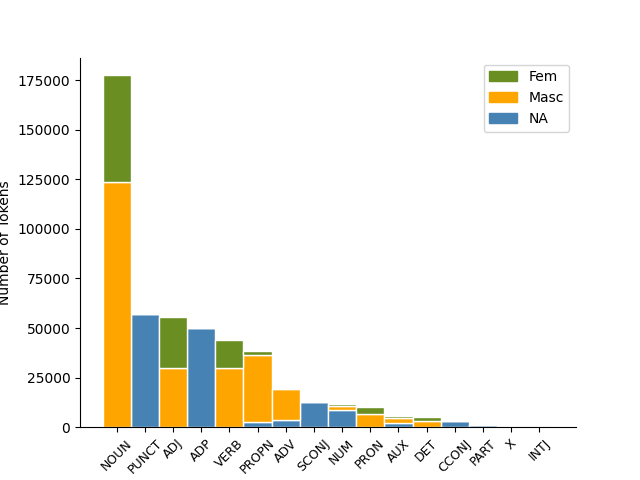 Fem
Masc
NA
Number of Tokens
175000
150000
125000
100000
75000
50000
25000
0
NOUN
PUNCT
ADJ
ADP
VERB
PROPN
ADV
SCONJ
NUM
PRON
AUX
DET
CCONJ
PART
X
INTJ